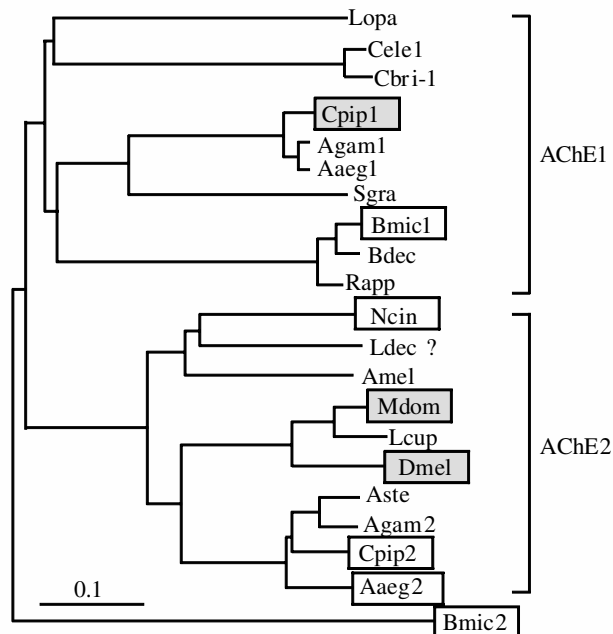 Lopa
Cele1
Cbri-1
Cpip1
Agam1
AChE1
Aaeg1
Sgra
Bmic1
Bdec
Rapp
Ncin
Ldec ?
Amel
Mdom
Lcup
AChE2
Dmel
Aste
Agam2
Cpip2
0.1
Aaeg2
Bmic2